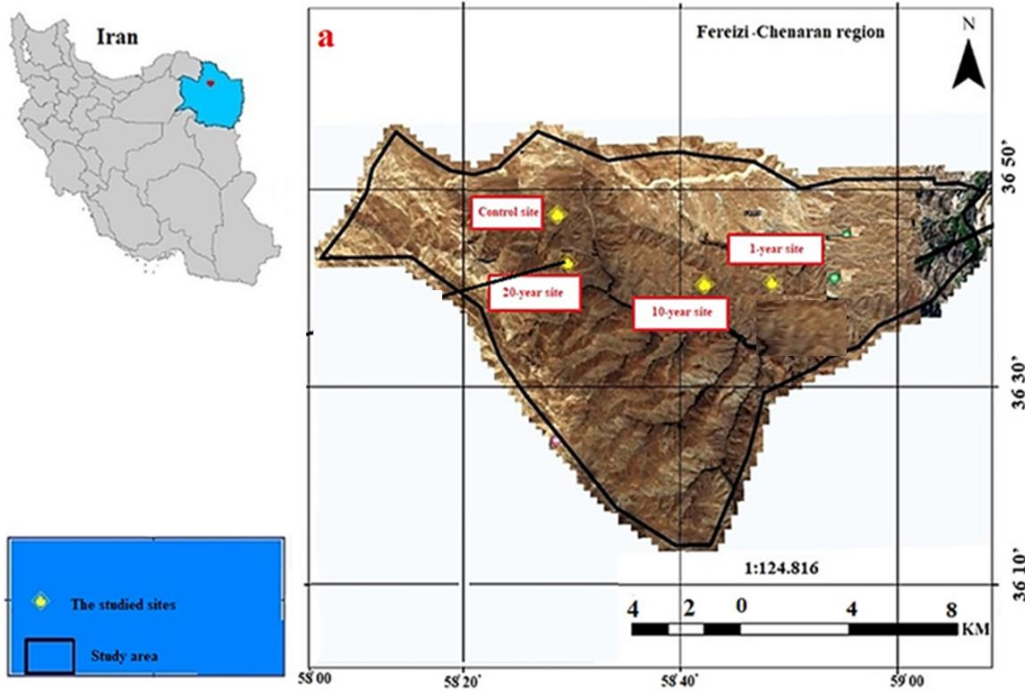 Iran
a
Fereizi -Chenaran region
N
36 50'
Control site
1-year site
20-year site
10-year site
36 30'
1:124.816
36 10'
4 2 0 4 8
KM
The studied sites
Study area
58 00' 58 20' 58 40' 59 00'